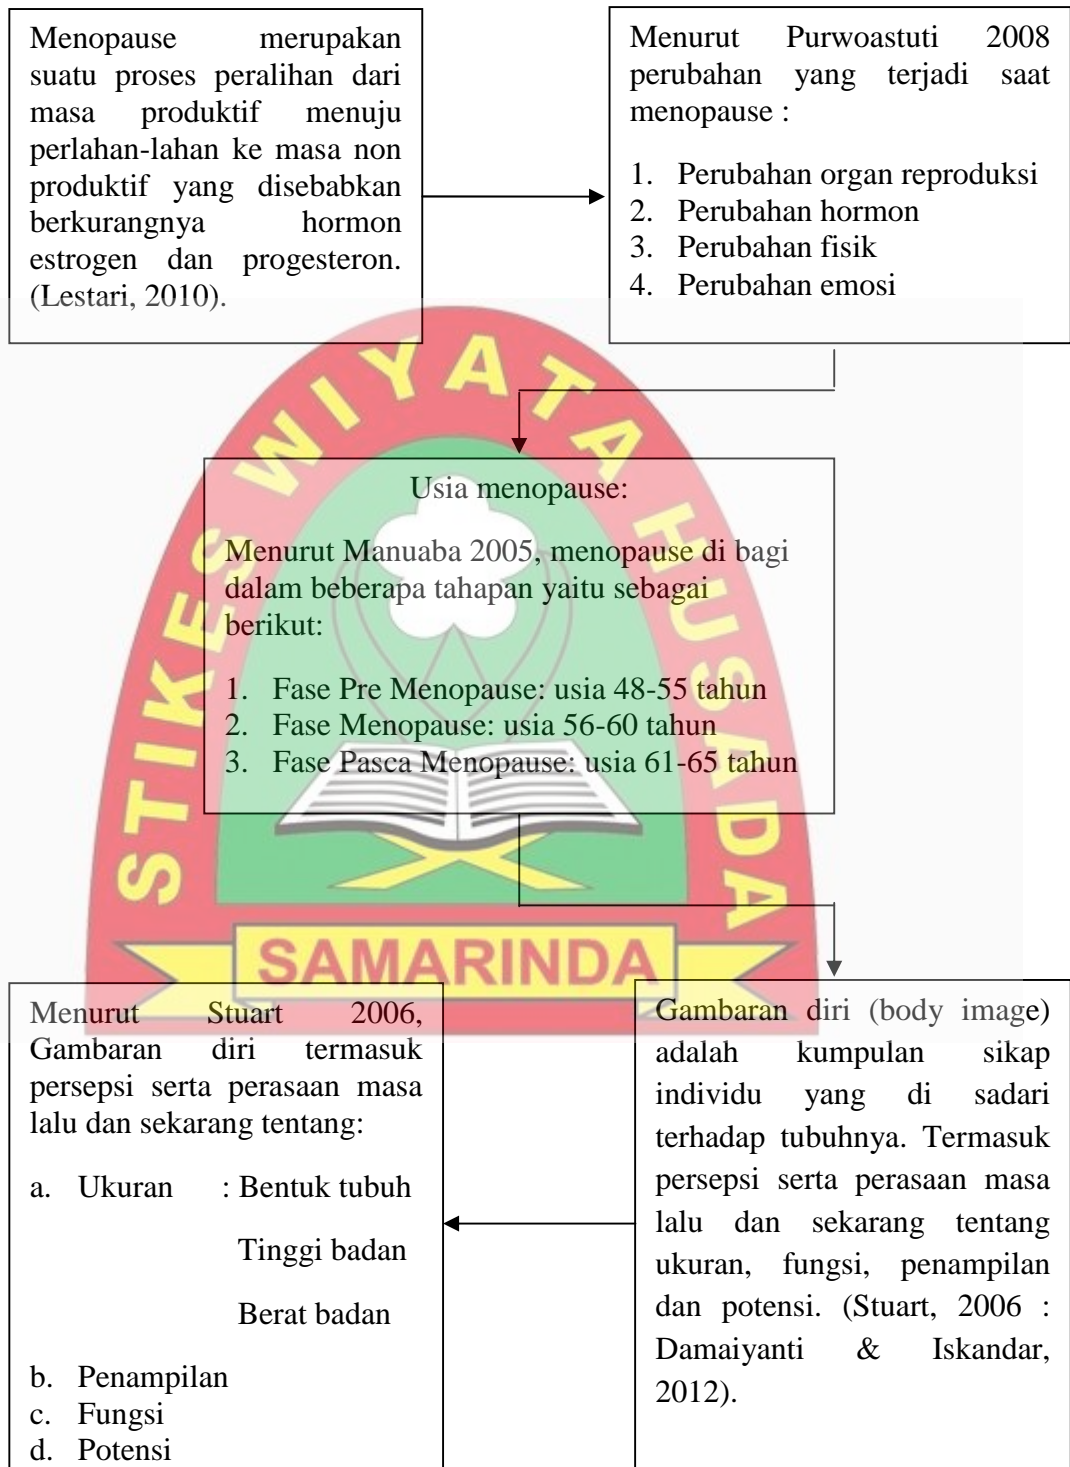 Menopause merupakan
suatu proses peralihan dari
masa produktif menuju
perlahan-lahan ke masa non
produktif yang disebabkan
berkurangnya hormon
estrogen dan progesteron.
(Lestari, 2010).
Menurut Purwoastuti 2008
perubahan yang terjadi saat
menopause :
1. Perubahan organ reproduksi
2. Perubahan hormon
3. Perubahan fisik
4. Perubahan emosi
STIKES WIYATA HUSADA
Usia menopause:
Menurut Manuaba 2005, menopause di bagi
dalam beberapa tahapan yaitu sebagai
berikut:
1. Fase Pre Menopause: usia 48-55 tahun
2. Fase Menopause: usia 56-60 tahun
3. Fase Pasca Menopause: usia 61-65 tahun
SAMARINDA
Menurut Stuart 2006,
Gambaran diri termasuk
persepsi serta perasaan masa
lalu dan sekarang tentang:
a. Ukuran : Bentuk tubuh
Tinggi badan
Berat badan
b. Penampilan
c. Fungsi
d. Potensi
Gambaran diri (body image)
adalah kumpulan sikap
individu yang di sadari
terhadap tubuhnya. Termasuk
persepsi serta perasaan masa
lalu dan sekarang tentang
ukuran, fungsi, penampilan
dan potensi. (Stuart, 2006 :
Damaiyanti & Iskandar,
2012).